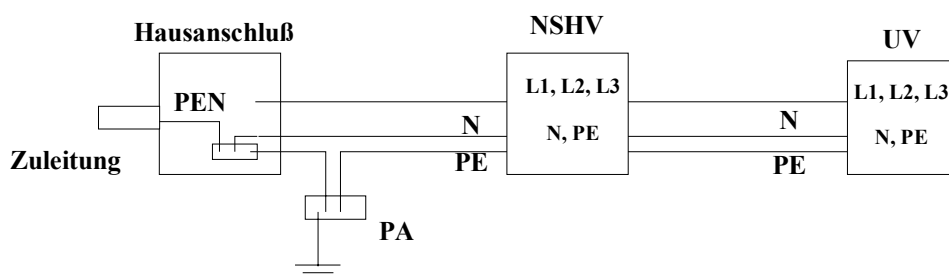 Hausanschluß
NSHV
UV
L1, L2, L3
L1, L2, L3
PEN
N
N
N, PE
N, PE
Zuleitung
PE
PE
PA